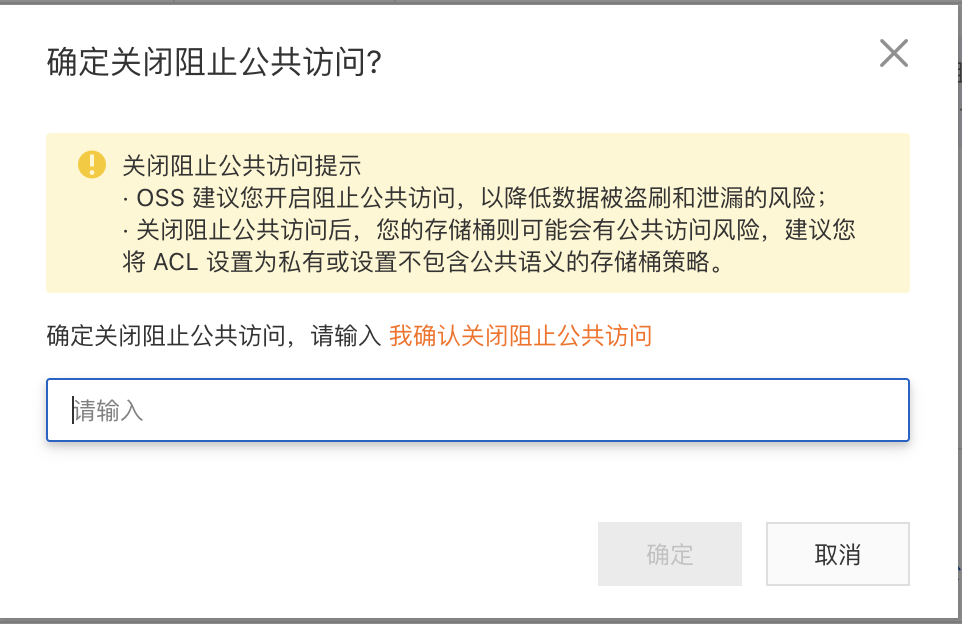 确定关闭阻止公共访问?
关闭阻止公共访问提示
· OSS 建议您开启阻止公共访问，以降低数据被盗刷和泄漏的风险；
· 关闭阻止公共访问后，您的存储桶则可能会有公共访问风险，建议您
将 ACL 设置为私有或设置不包含公共语义的存储桶策略。
确定关闭阻止公共访问，请输入 我确认关闭阻止公共访问
请输入
确定
取消